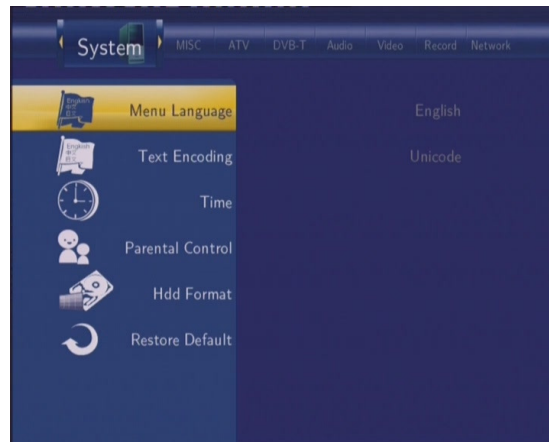 System MISC ATV DVB-T Audio Video Record Network
Menu Language English
Text Encoding Unicode
Time
Parental Control
Hdd Format
Restore Default